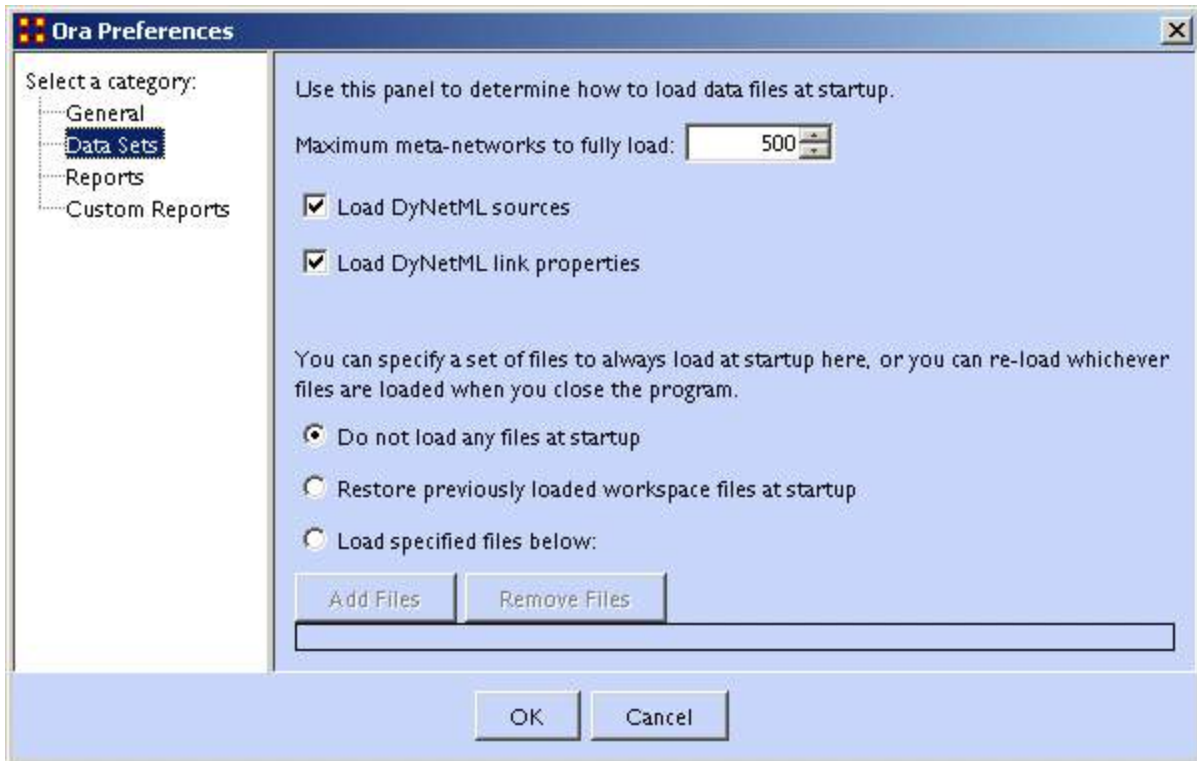 Ora Preferences
Select a category:
General
Data Sets
Reports
Custom Reports
Use this panel to determine how to load data files at startup.
Maximum meta-networks to fully load: 500
Load DyNetML sources
Load DyNetML link properties
You can specify a set of files to always load at startup here, or you can re-load whichever
files are loaded when you close the program.
Do not load any files at startup
Restore previously loaded workspace files at startup
Load specified files below:
Add Files Remove Files
OK Cancel